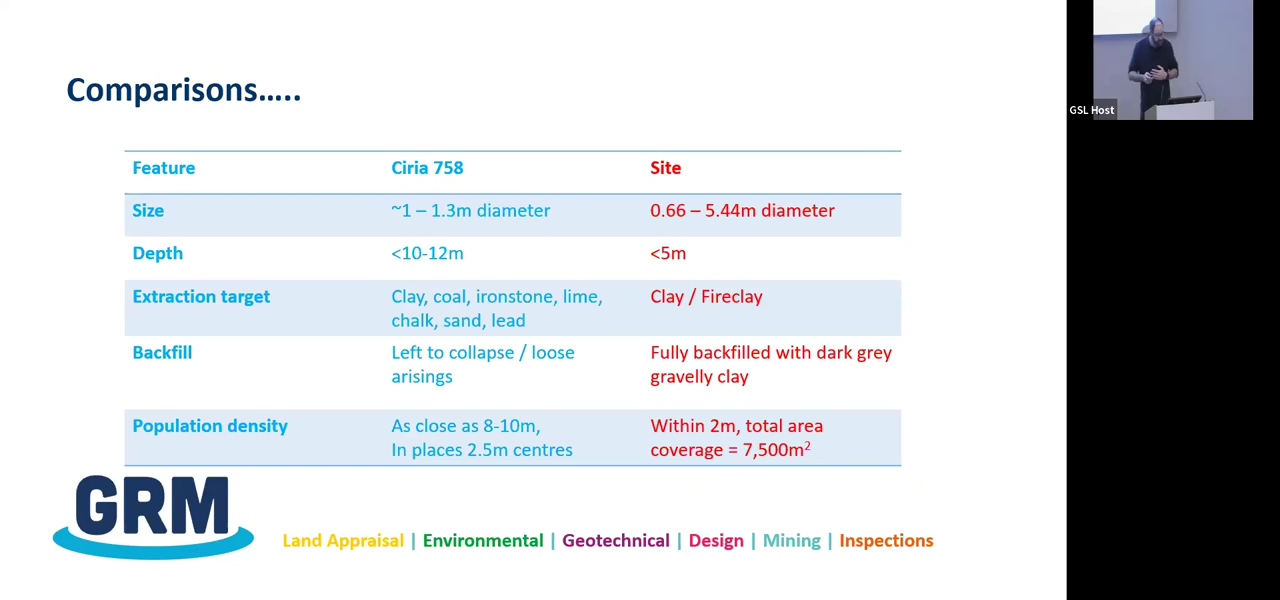 Comparisons.....
GSL Host
Feature Ciria 758 Site
Size ~1 – 1.3m diameter 0.66 – 5.44m diameter
Depth <10-12m <5m
Extraction target Clay, coal, ironstone, lime, Clay / Fireclay
chalk, sand, lead
Backfill Left to collapse / loose Fully backfilled with dark grey
arisings gravelly clay
Population density As close as 8-10m, Within 2m, total area
In places 2.5m centres coverage = 7,500m²
GRM
Land Appraisal | Environmental | Geotechnical | Design | Mining | Inspections